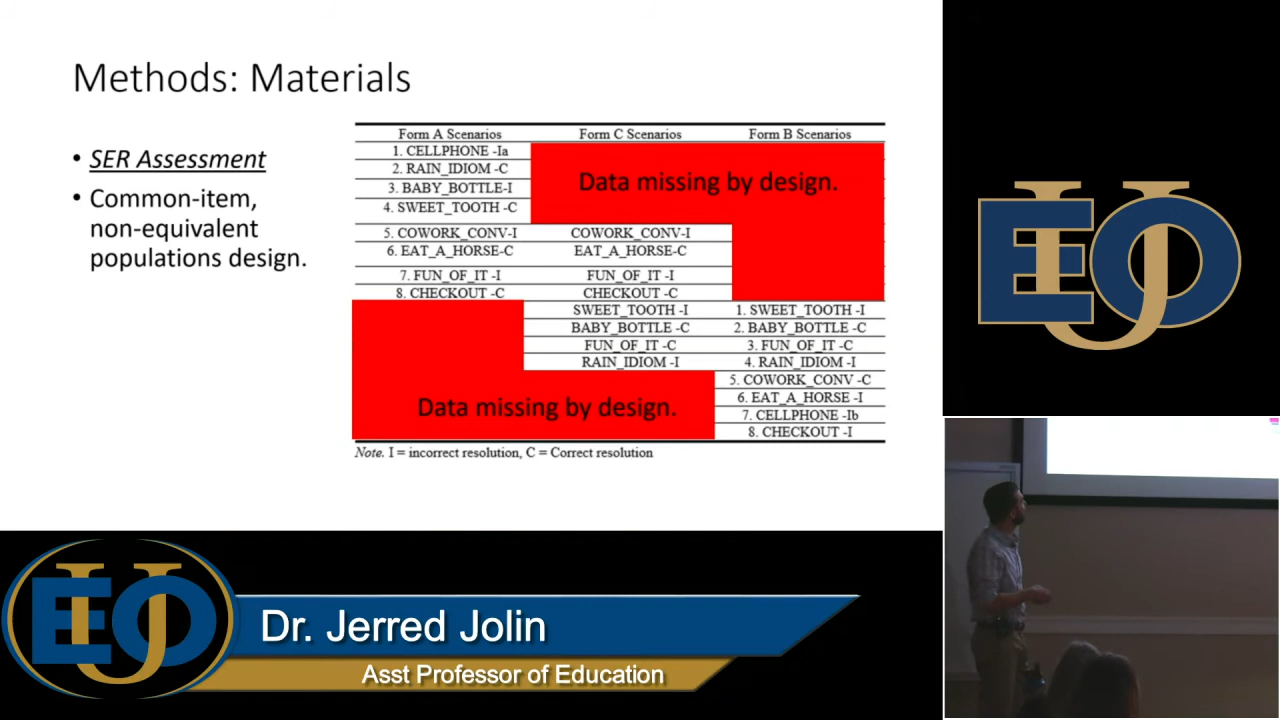 Methods: Materials
• SER Assessment
• Common-item,
non-equivalent
populations design.
Form A Scenarios Form C Scenarios Form B Scenarios
1. CELLPHONE -Ia
2. RAIN_IDIOM -C
3. BABY_BOTTLE-I
4. SWEET_TOOTH -C
Data missing by design.
5. COWORK_CONV-I COWORK_CONV-I
6. EAT_A_HORSE-C EAT_A_HORSE-C
7. FUN_OF_IT -I FUN_OF_IT -I
8. CHECKOUT -C CHECKOUT -C
SWEET_TOOTH -I 1. SWEET_TOOTH -I
BABY_BOTTLE -C 2. BABY_BOTTLE -C
FUN_OF_IT -C 3. FUN_OF_IT -C
RAIN_IDIOM -I 4. RAIN_IDIOM -I
5. COWORK_CONV -C
6. EAT_A_HORSE -I
7. CELLPHONE -Ib
8. CHECKOUT -I
Data missing by design.
Note. I = incorrect resolution, C = Correct resolution
EOU
EOU
Dr. Jerred Jolin
Asst Professor of Education